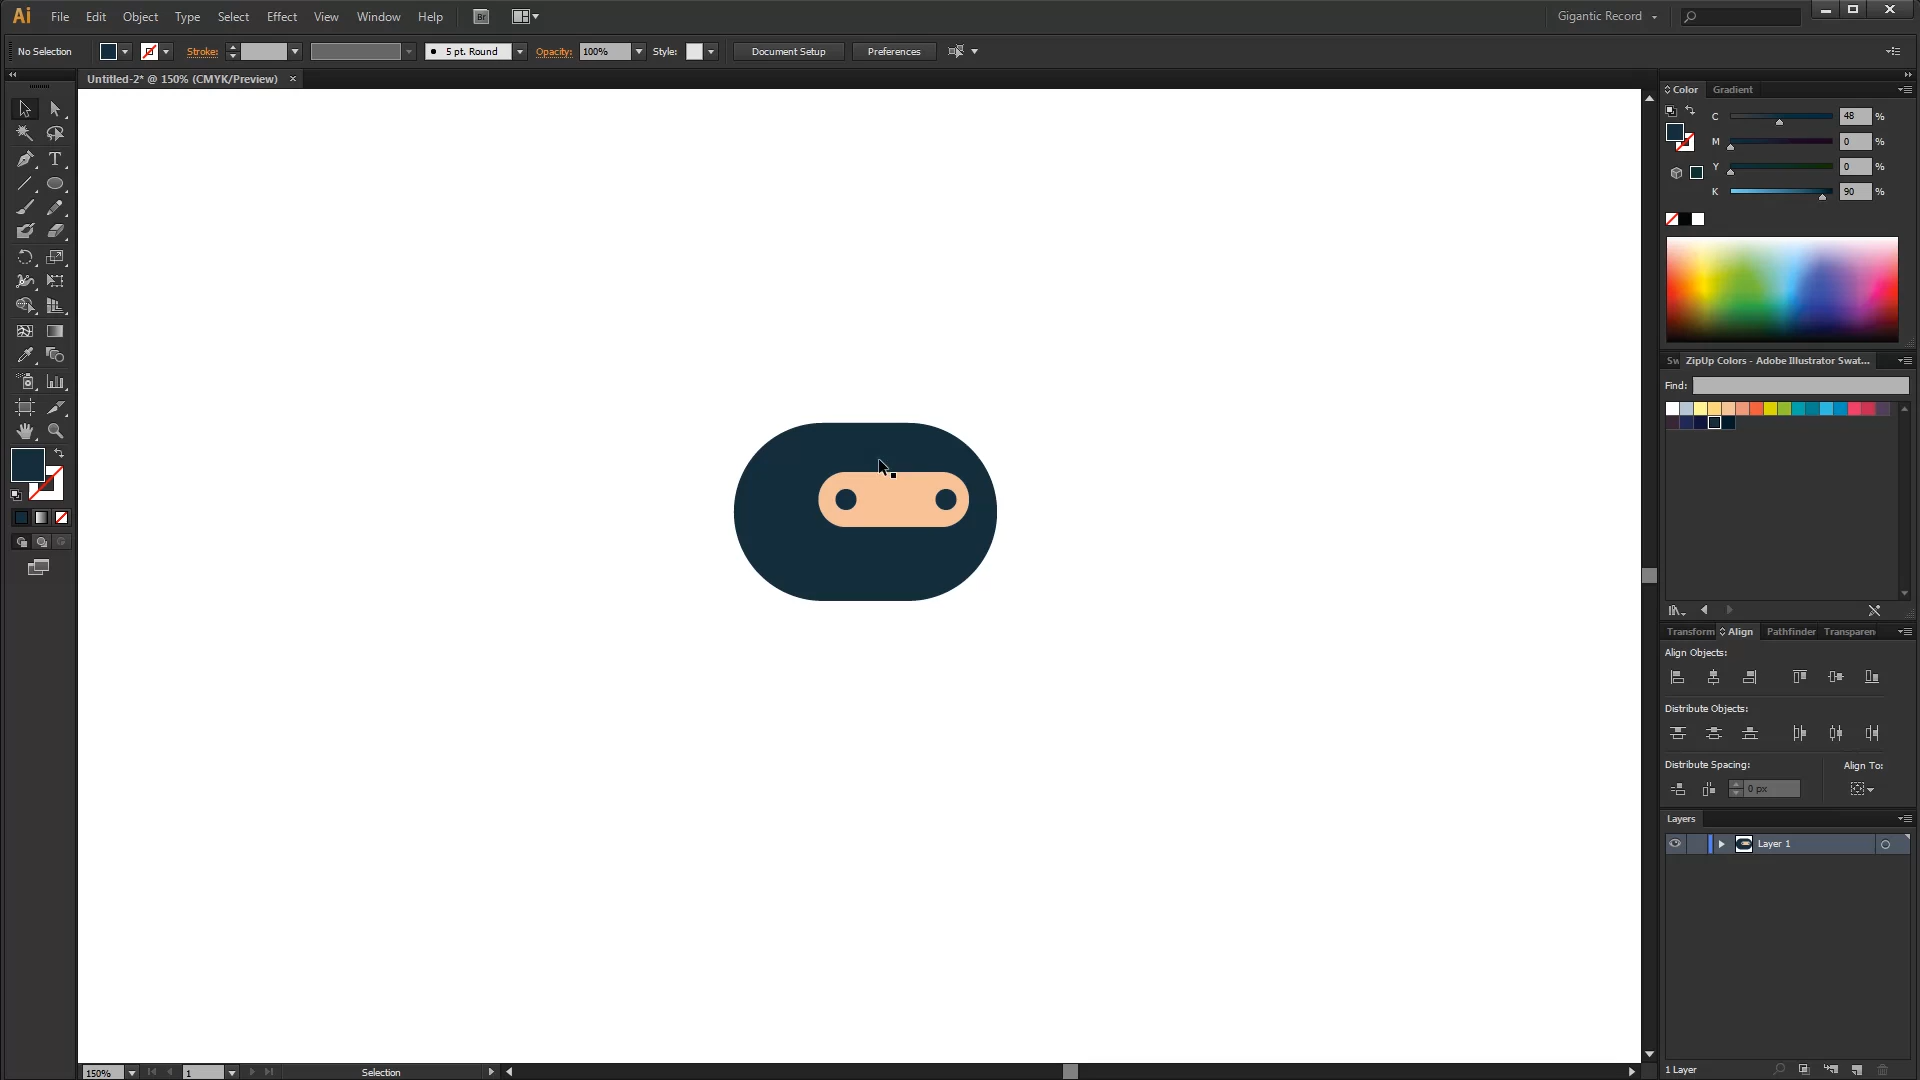 Ai File Edit Object Type Select Effect View Window Help Br Gigantic Record
No Selection Stroke: 5 pt. Round Opacity: 100% Style: Document Setup Preferences
Untitled-2* @ 150% (CMYK/Preview)
Color Gradient
C 48 %
M 0 %
Y 0 %
K 90 %
Sw ZipUp Colors - Adobe Illustrator Swat...
Find:
Transform Align Pathfinder Transparen
Align Objects:
Distribute Objects:
Distribute Spacing: Align To:
0 px
Layers
Layer 1
1 Layer
150% 1 Selection